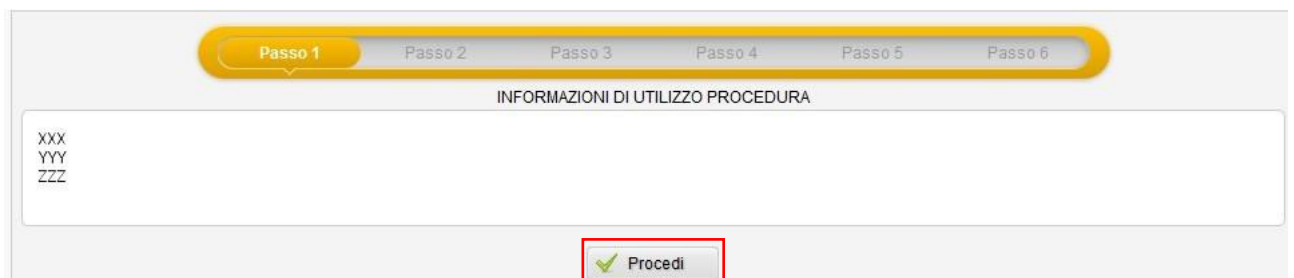 Passo 1 Passo 2 Passo 3 Passo 4 Passo 5 Passo 6
INFORMAZIONI DI UTILIZZO PROCEDURA
XXX
YYY
ZZZ
Procedi